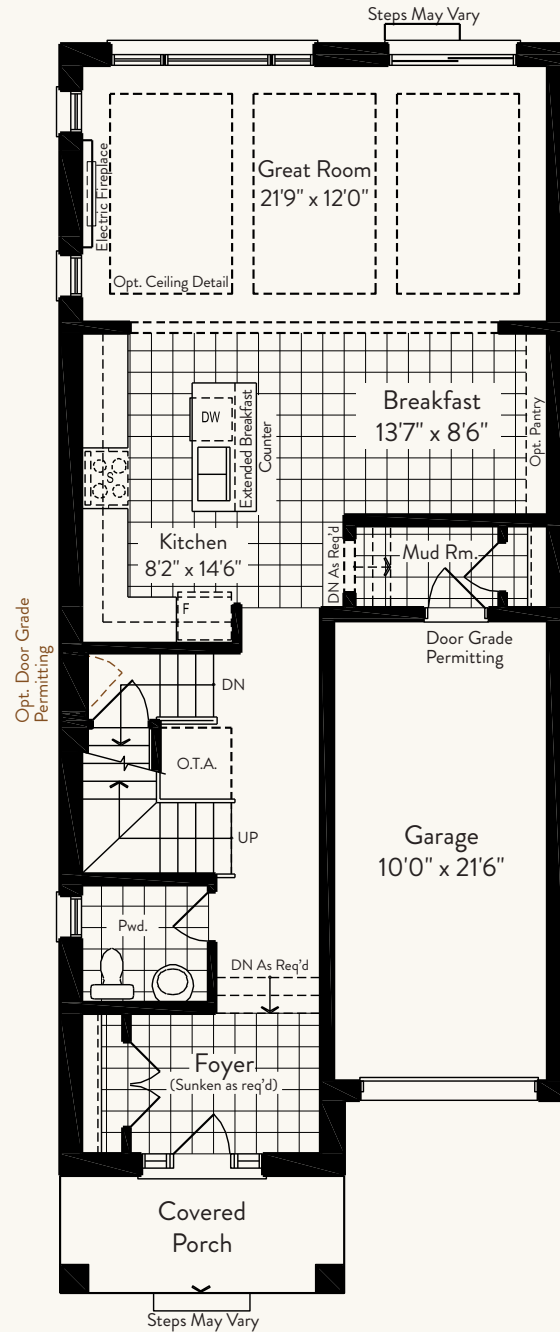 Steps May Vary
Great Room
21'9" x 12'0"
Electric Fireplace
Opt. Ceiling Detail
Breakfast
13'7" x 8'6"
Opt. Pantry
DW
Extended Breakfast
Counter
S
Kitchen
8'2" x 14'6"
F
DN As Req'd
Mud Rm.
Door Grade
Permitting
Opt. Door Grade
Permitting
DN
O.T.A.
UP
Garage
10'0" x 21'6"
Pwd.
DN As Req'd
Foyer
(Sunken as req'd)
Covered
Porch
Steps May Vary